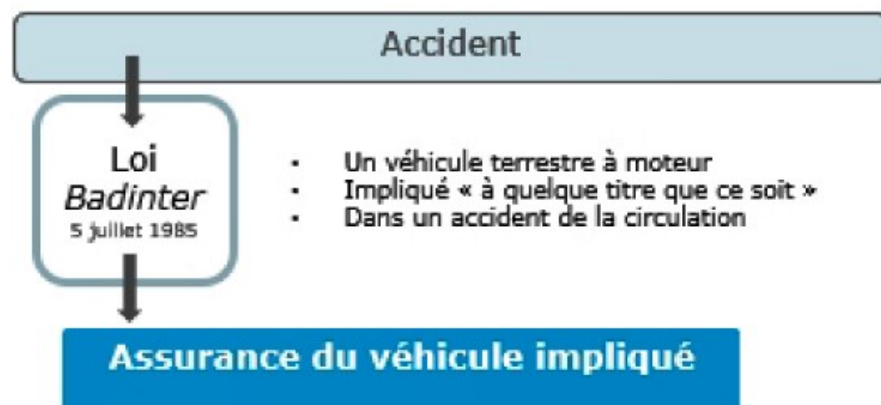 Accident
Loi
Badinter
5 juillet 1985
• Un véhicule terrestre à moteur
• Impliqué « à quelque titre que ce soit »
• Dans un accident de la circulation
Assurance du véhicule impliqué